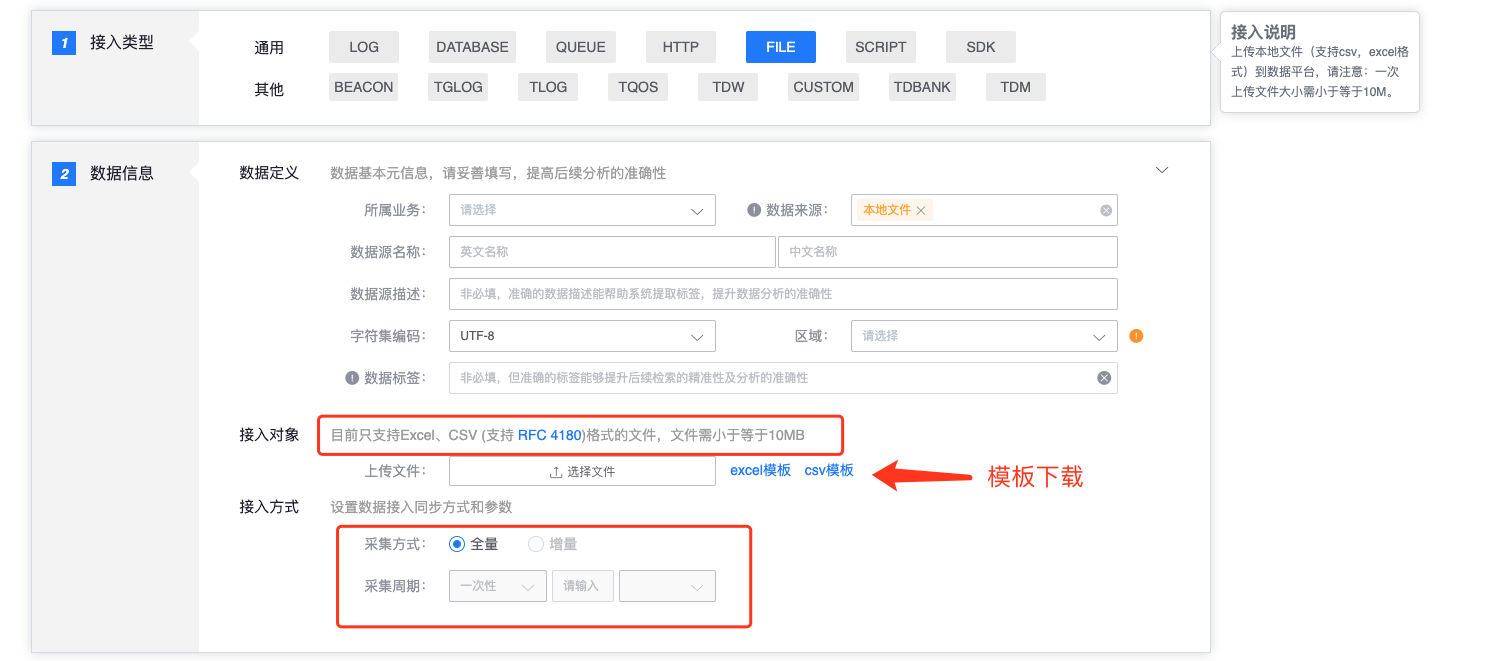 1 接入类型
通用 LOG DATABASE QUEUE HTTP FILE SCRIPT SDK
其他 BEACON TGLOG TLOG TQOS TDW CUSTOM TDBANK TDM
接入说明
上传本地文件（支持csv，excel格
式）到数据平台，请注意：一次
上传文件大小需小于等于10M。
2 数据信息
数据定义 数据基本元信息，请妥善填写，提高后续分析的准确性
所属业务： 请选择 数据来源： 本地文件
数据源名称： 英文名称 中文名称
数据源描述： 非必填，准确的数据描述能帮助系统提取标签，提升数据分析的准确性
字符集编码： UTF-8 区域： 请选择
数据标签： 非必填，但准确的标签能够提升后续检索的精准性及分析的准确性
接入对象 目前只支持Excel、CSV (支持 RFC 4180)格式的文件，文件需小于等于10MB
上传文件： 选择文件 excel模板 csv模板 模板下载
接入方式 设置数据接入同步方式和参数
采集方式： 全量 增量
采集周期： 一次性 请输入